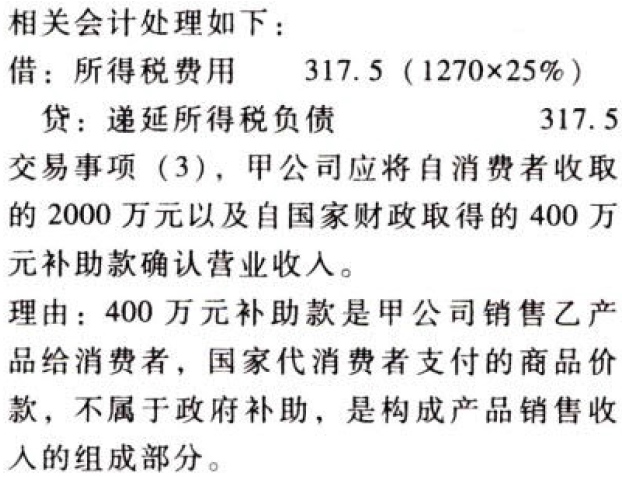 相关会计处理如下：
借：所得税费用 317.5（1270×25%）
贷：递延所得税负债 317.5
交易事项（3），甲公司应将自消费者收取
的 2000 万元以及自国家财政取得的 400 万
元补助款确认营业收入。
理由：400 万元补助款是甲公司销售乙产
品给消费者，国家代消费者支付的商品价
款，不属于政府补助，是构成产品销售收
入的组成部分。